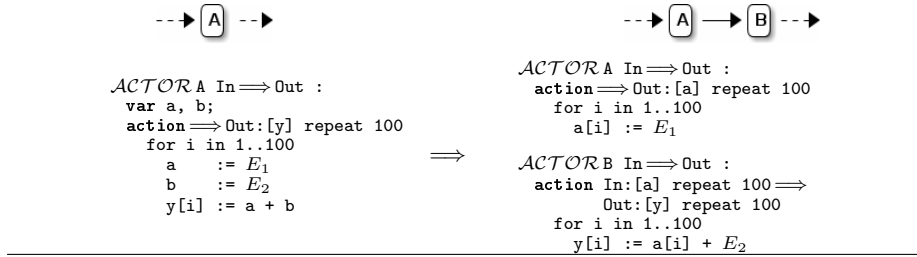 A
A B
𝒜𝒞𝒯𝒪ℛ A In⟹Out :
var a, b;
action⟹Out:[y] repeat 100
for i in 1..100
a := E₁
b := E₂
y[i] := a + b
⟹
𝒜𝒞𝒯𝒪ℛ A In⟹Out :
action⟹Out:[a] repeat 100
for i in 1..100
a[i] := E₁
𝒜𝒞𝒯𝒪ℛ B In⟹Out :
action In:[a] repeat 100⟹
Out:[y] repeat 100
for i in 1..100
y[i] := a[i] + E₂